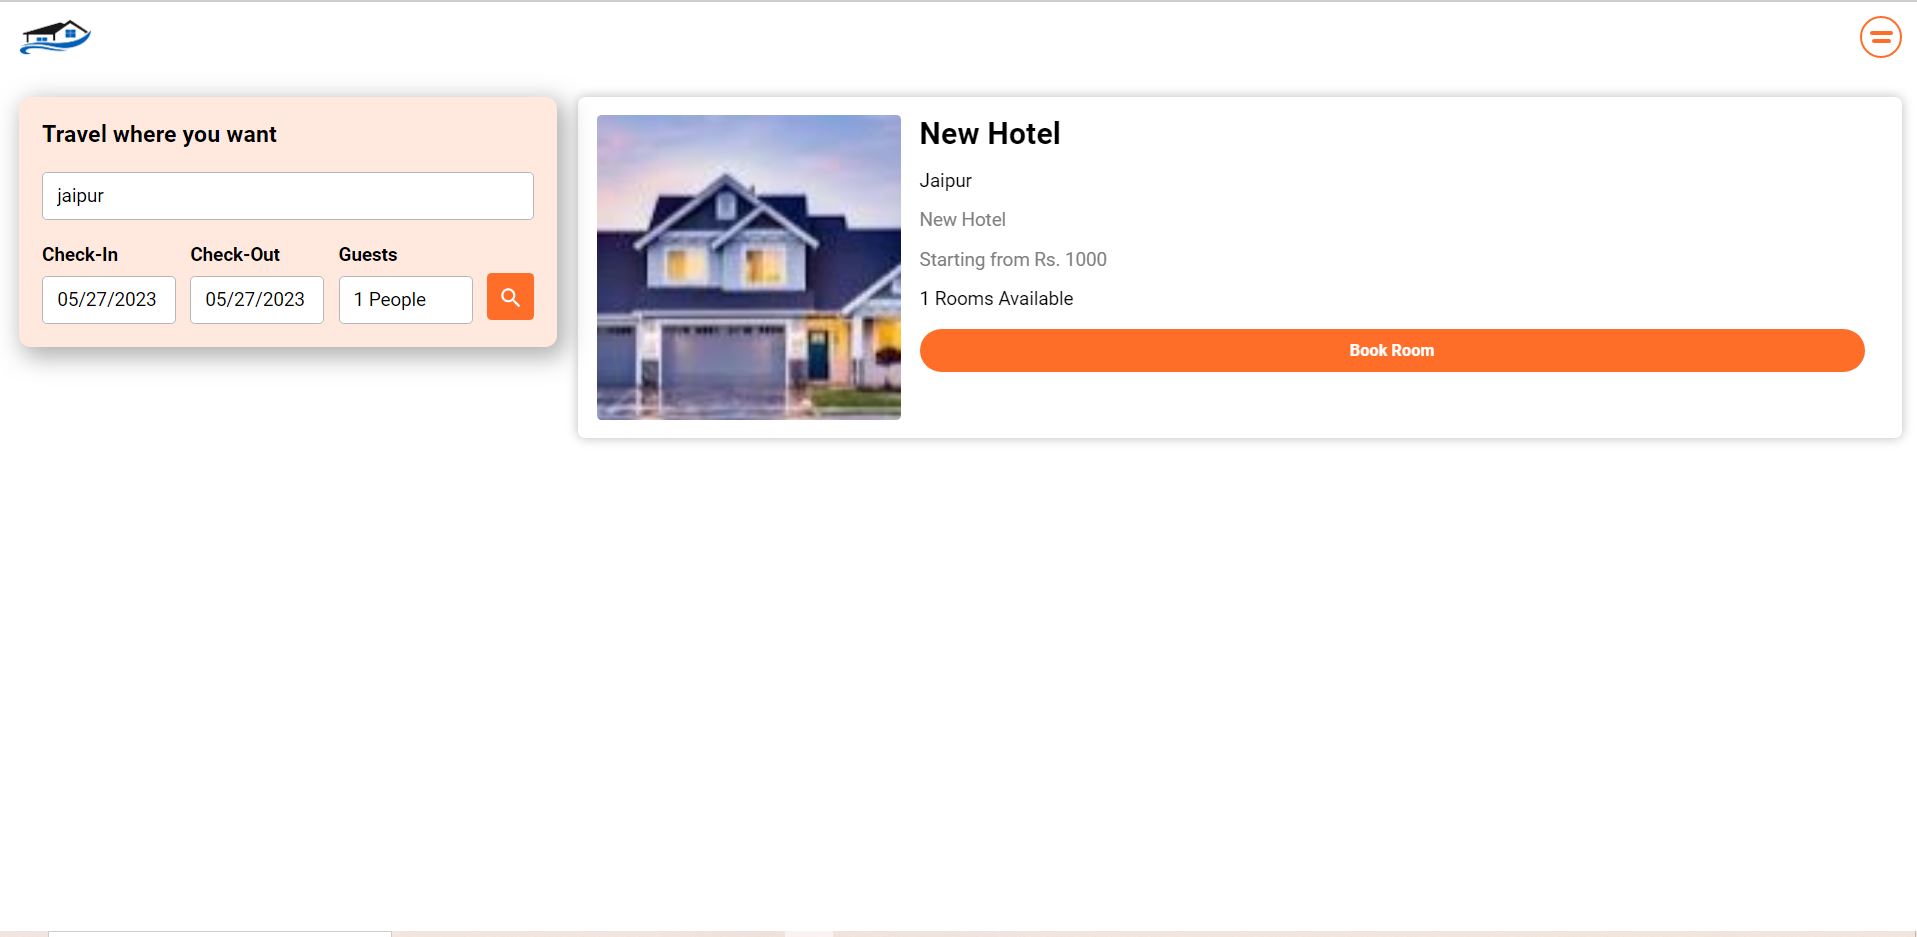 Travel where you want
jaipur
Check-In
Check-Out
Guests
05/27/2023
05/27/2023
1 People
New Hotel
Jaipur
New Hotel
Starting from Rs. 1000
1 Rooms Available
Book Room